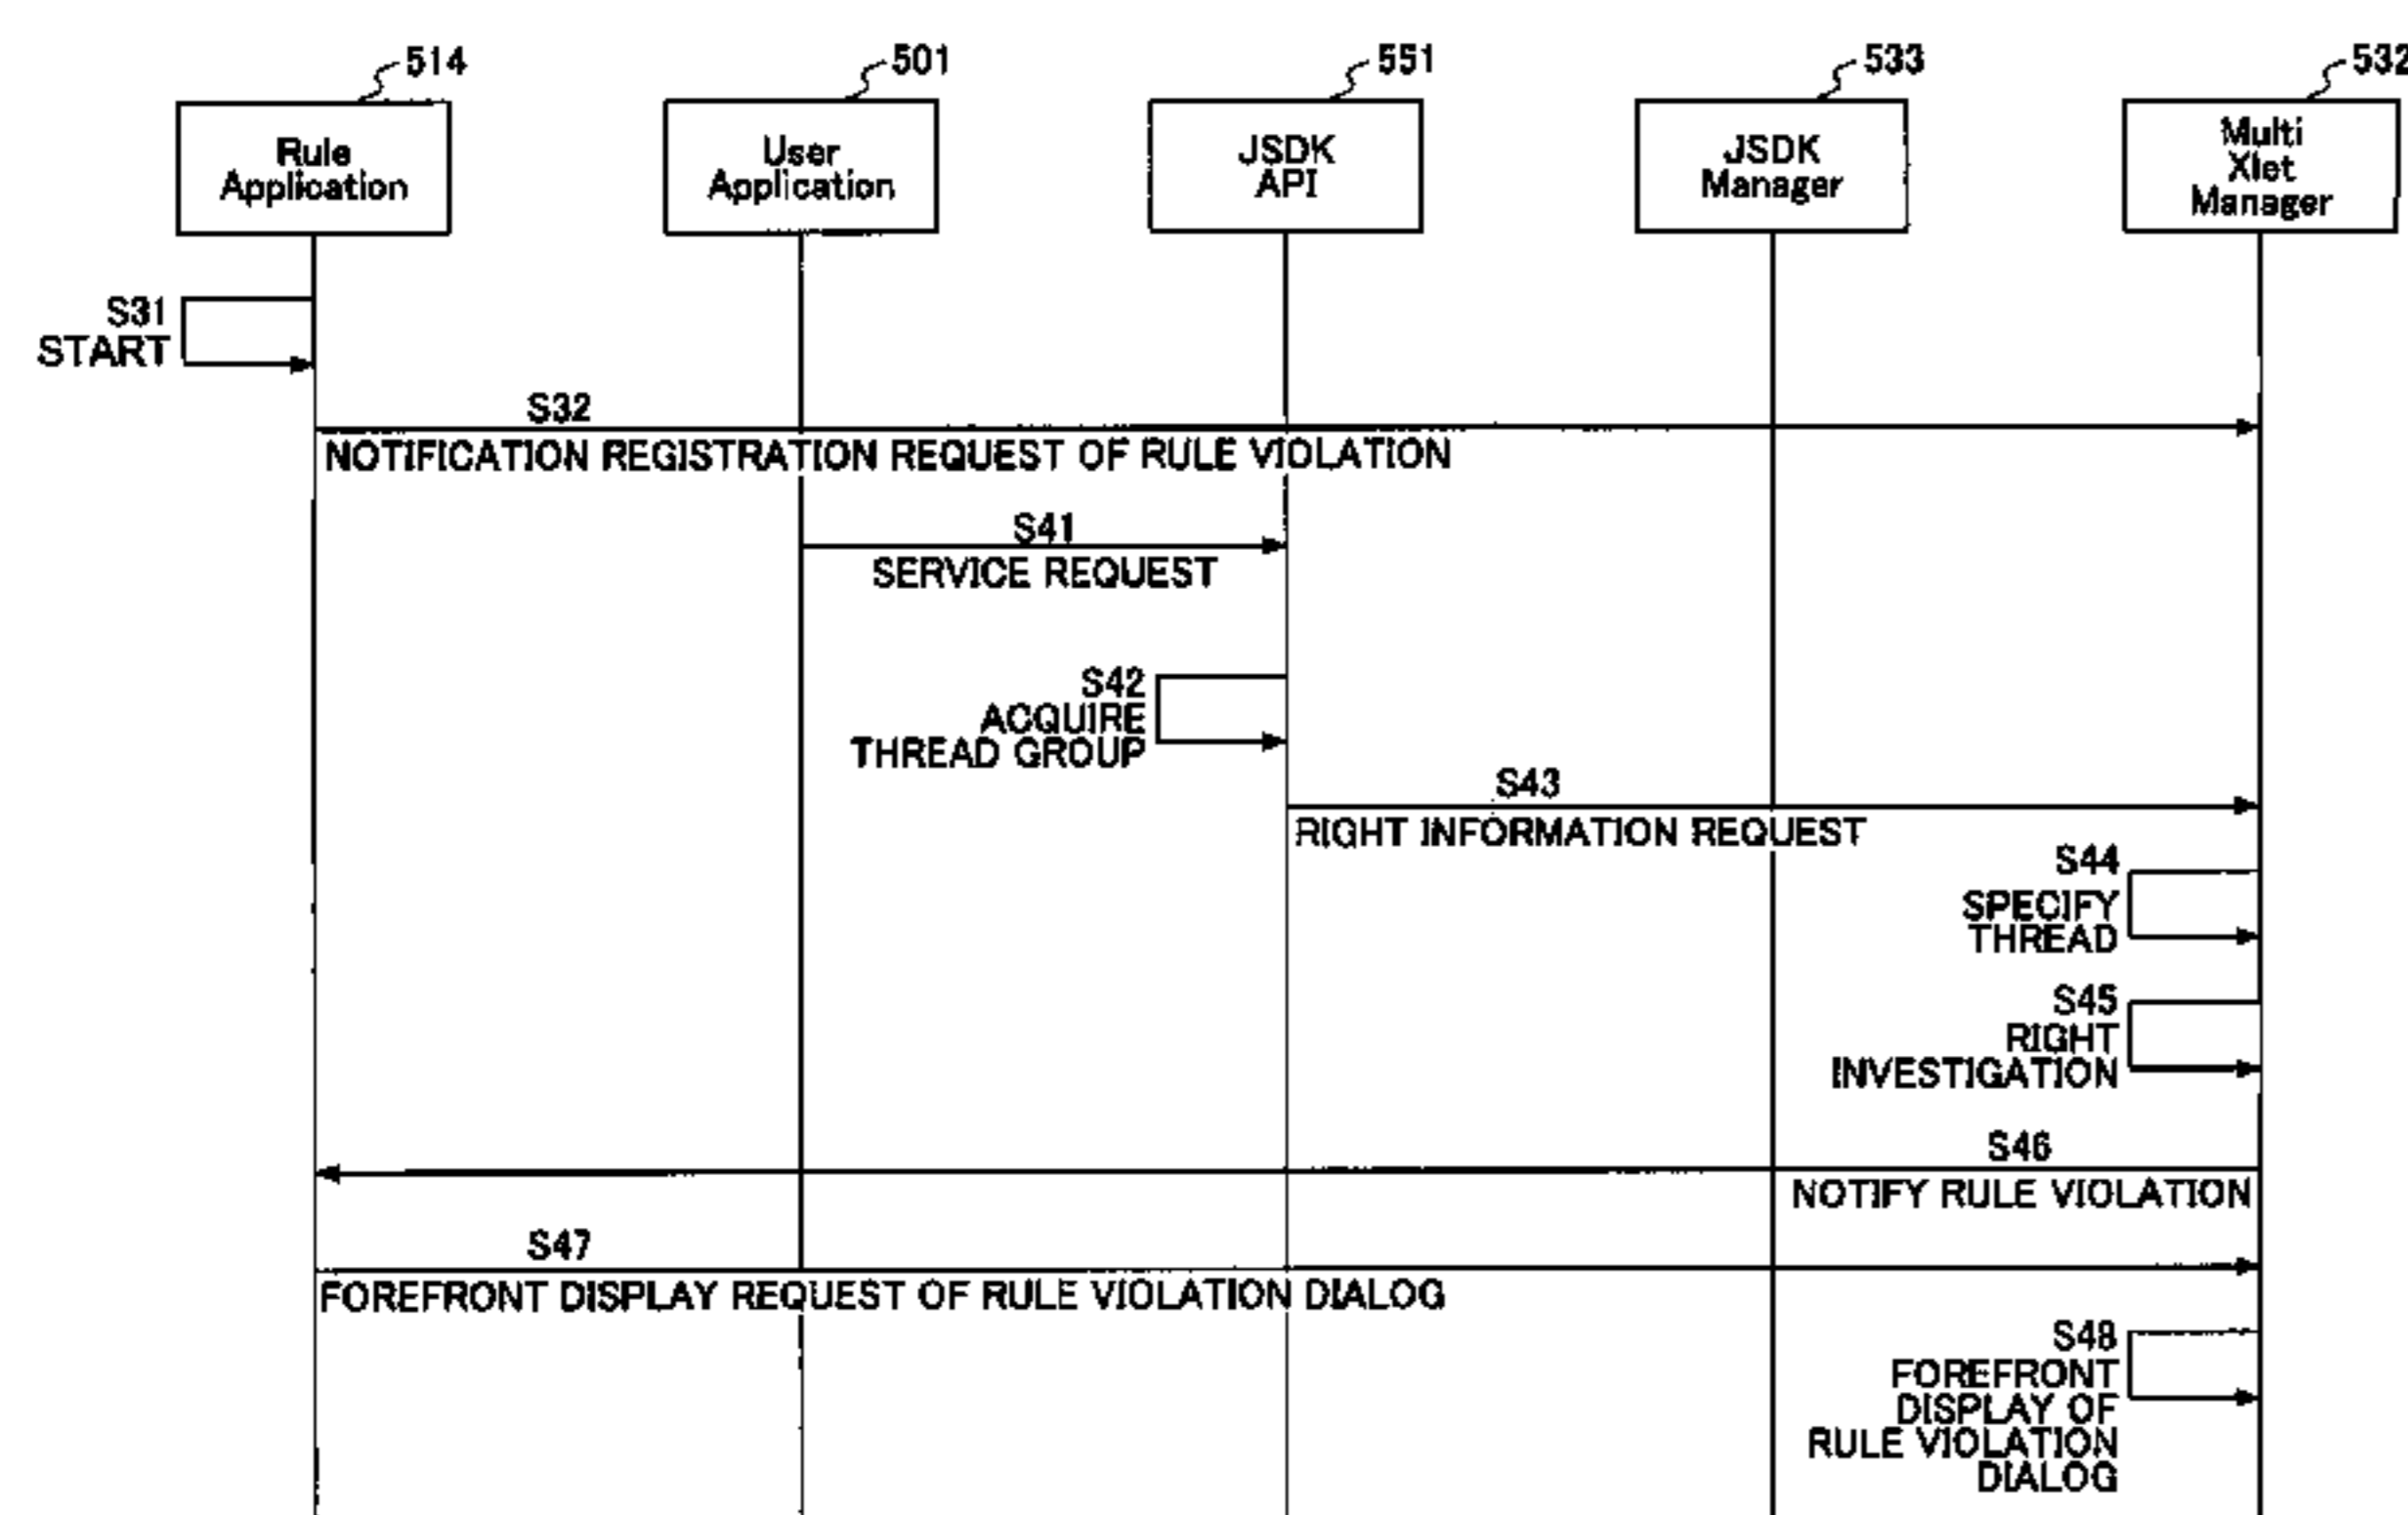 514
501
551
533
532
Rule
Application
User
Application
JSDK
API
JSDK
Manager
Multi
Xlet
Manager
S31
START
S32
NOTIFICATION REGISTRATION REQUEST OF RULE VIOLATION
S41
SERVICE REQUEST
S42
ACQUIRE
THREAD GROUP
S43
RIGHT INFORMATION REQUEST
S44
SPECIFY
THREAD
S45
RIGHT
INVESTIGATION
S46
NOTIFY RULE VIOLATION
S47
FOREFRONT DISPLAY REQUEST OF RULE VIOLATION DIALOG
S48
FOREFRONT
DISPLAY OF
RULE VIOLATION
DIALOG